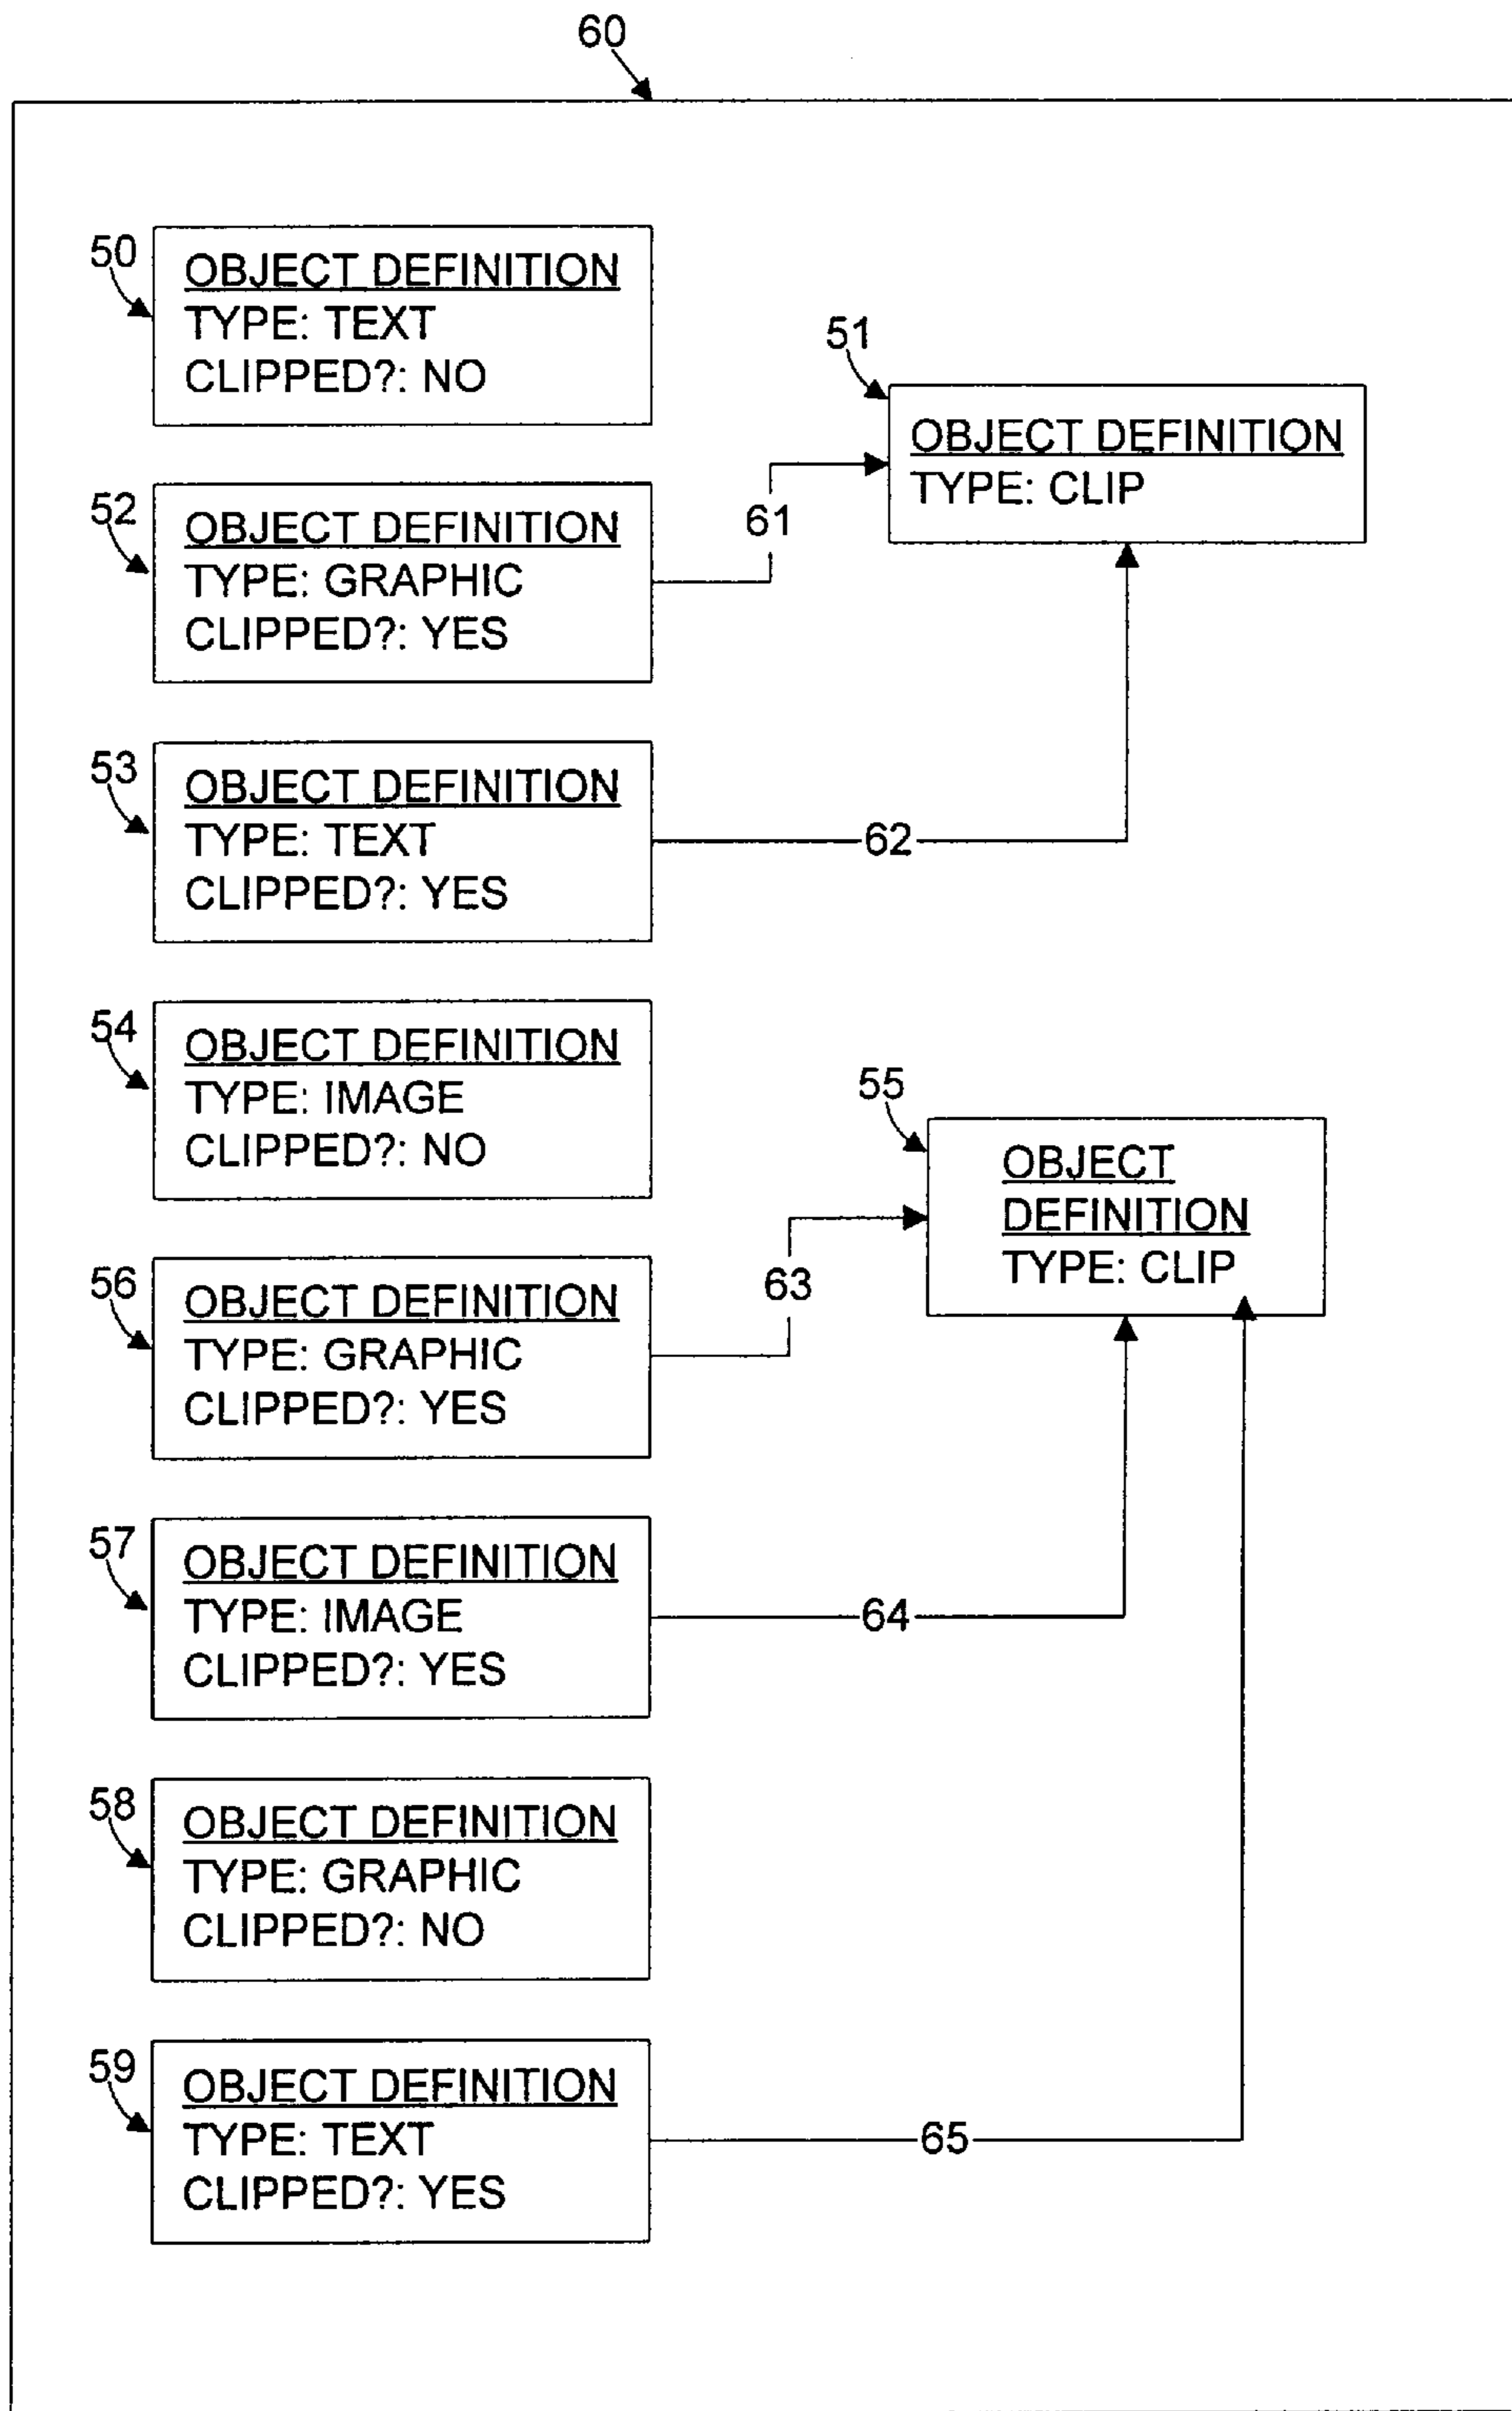 60
50
OBJECT DEFINITION
TYPE: TEXT
CLIPPED?: NO
51
OBJECT DEFINITION
TYPE: CLIP
52
OBJECT DEFINITION
TYPE: GRAPHIC
CLIPPED?: YES
61
53
OBJECT DEFINITION
TYPE: TEXT
CLIPPED?: YES
62
54
OBJECT DEFINITION
TYPE: IMAGE
CLIPPED?: NO
55
OBJECT
DEFINITION
TYPE: CLIP
56
OBJECT DEFINITION
TYPE: GRAPHIC
CLIPPED?: YES
63
57
OBJECT DEFINITION
TYPE: IMAGE
CLIPPED?: YES
64
58
OBJECT DEFINITION
TYPE: GRAPHIC
CLIPPED?: NO
59
OBJECT DEFINITION
TYPE: TEXT
CLIPPED?: YES
65